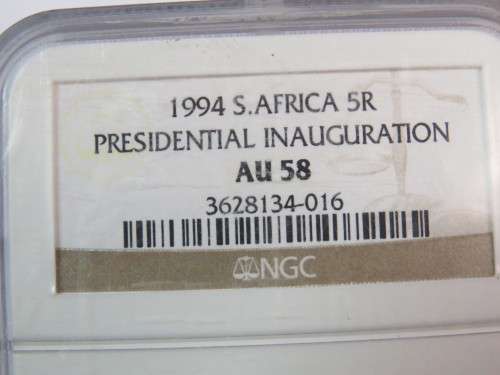 1994 S.AFRICA 5R
PRESIDENTIAL INAUGURATION
AU 58
3628134-016
NGC